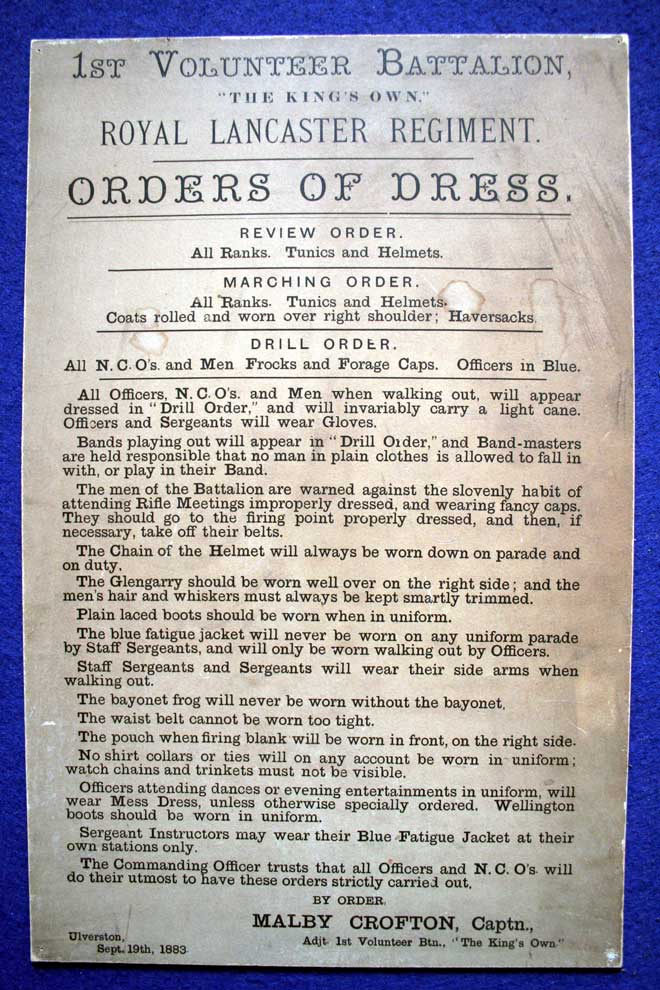 1ST VOLUNTEER BATTALION,
"THE KING'S OWN,"
ROYAL LANCASTER REGIMENT.
ORDERS OF DRESS.
REVIEW ORDER.
All Ranks. Tunics and Helmets.
MARCHING ORDER.
All Ranks. Tunics and Helmets.
Coats rolled and worn over right shoulder; Haversacks.
DRILL ORDER.
All N.C.O's. and Men Frocks and Forage Caps. Officers in Blue.
All Officers, N.C.O's. and Men when walking out, will appear
dressed in "Drill Order," and will invariably carry a light cane.
Officers and Sergeants will wear Gloves.
Bands playing out will appear in "Drill Order," and Band-masters
are held responsible that no man in plain clothes is allowed to fall in
with, or play in their Band.
The men of the Battalion are warned against the slovenly habit of
attending Rifle Meetings improperly dressed, and wearing fancy caps.
They should go to the firing point properly dressed, and then, if
necessary, take off their belts.
The Chain of the Helmet will always be worn down on parade and
on duty.
The Glengarry should be worn well over on the right side; and the
men's hair and whiskers must always be kept smartly trimmed.
Plain laced boots should be worn when in uniform.
The blue fatigue jacket will never be worn on any uniform parade
by Staff Sergeants, and will only be worn walking out by Officers.
Staff Sergeants and Sergeants will wear their side arms when
walking out.
The bayonet frog will never be worn without the bayonet.
The waist belt cannot be worn too tight.
The pouch when firing blank will be worn in front, on the right side.
No shirt collars or ties will on any account be worn in uniform;
watch chains and trinkets must not be visible.
Officers attending dances or evening entertainments in uniform, will
wear Mess Dress, unless otherwise specially ordered. Wellington
boots should be worn in uniform.
Sergeant Instructors may wear their Blue Fatigue Jacket at their
own stations only.
The Commanding Officer trusts that all Officers and N.C.O's. will
do their utmost to have these orders strictly carried out.
BY ORDER.
MALBY CROFTON, Captn.,
Adjt. 1st Volunteer Btn., "The King's Own."
Ulverston,
Sept. 19th, 1883.